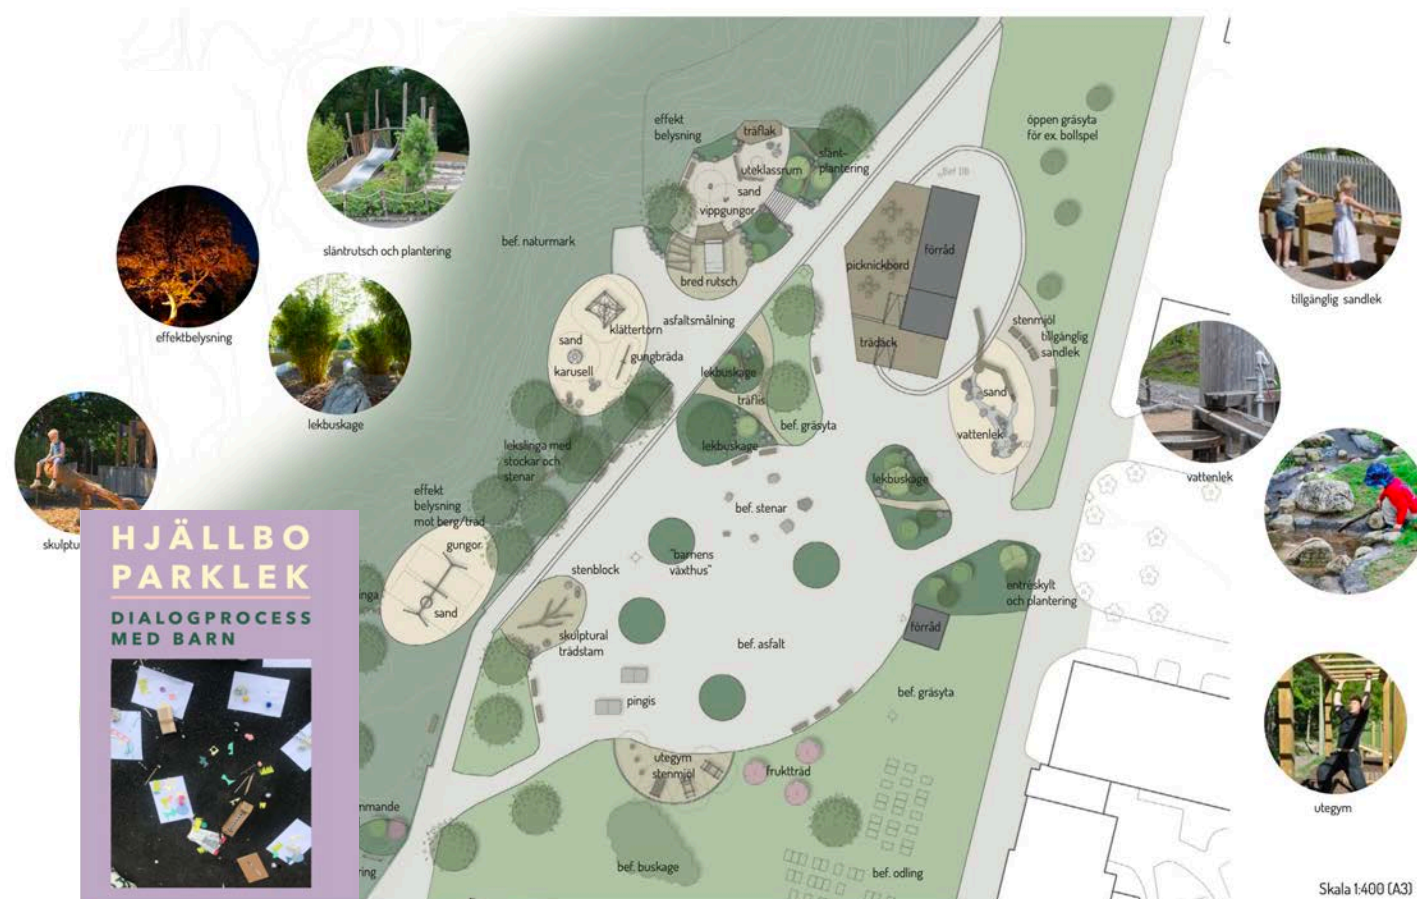 effekt
belysning
träflak
uteklassrum
slänt-
plantering
sand
vippgungor
bred rutsch
öppen gräsyta
för ex. bollspel
släntrutsch och plantering
effektbelysning
lekbuskage
bef. naturmark
picknickbord
förråd
trädäck
tillgänglig sandlek
stenmjöl
tillgänglig
sandlek
sand
vattenlek
vattenlek
klättertorn
sand
karusell
gungbräda
asfaltsmålning
lekbuskage
träflis
lekbuskage
bef. gräsyta
lekslinga med
stockar och
stenar
effekt
belysning
mot berg/träd
gungor
sand
lekbuskage
bef. stenar
"barnens
växthus"
stenblock
skulptural
trädstam
entréskylt
och plantering
förråd
bef. asfalt
bef. gräsyta
pingis
utegym
stenmjöl
fruktträd
bef. buskage
bef. odling
utegym
HJÄLLBO
PARKLEK
DIALOGPROCESS
MED BARN
Skala 1:400 (A3)